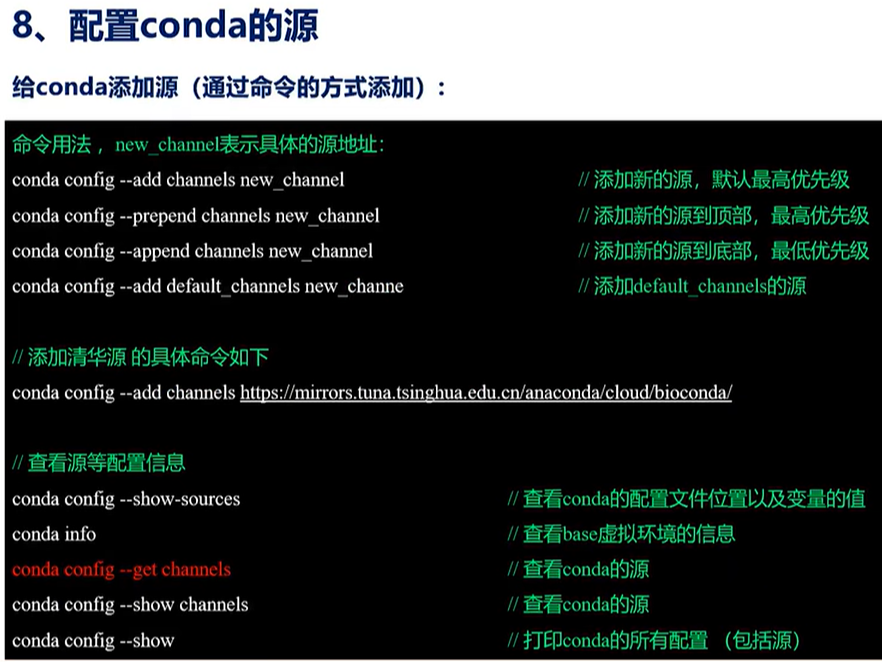 8、配置conda的源
给conda添加源（通过命令的方式添加）:
命令用法 ，new_channel表示具体的源地址:
conda config --add channels new_channel // 添加新的源，默认最高优先级
conda config --prepend channels new_channel // 添加新的源到顶部，最高优先级
conda config --append channels new_channel // 添加新的源到底部，最低优先级
conda config --add default_channels new_channe // 添加default_channels的源
// 添加清华源 的具体命令如下
conda config --add channels https://mirrors.tuna.tsinghua.edu.cn/anaconda/cloud/bioconda/
// 查看源等配置信息
conda config --show-sources // 查看conda的配置文件位置以及变量的值
conda info // 查看base虚拟环境的信息
conda config --get channels // 查看conda的源
conda config --show channels // 查看conda的源
conda config --show // 打印conda的所有配置 （包括源）